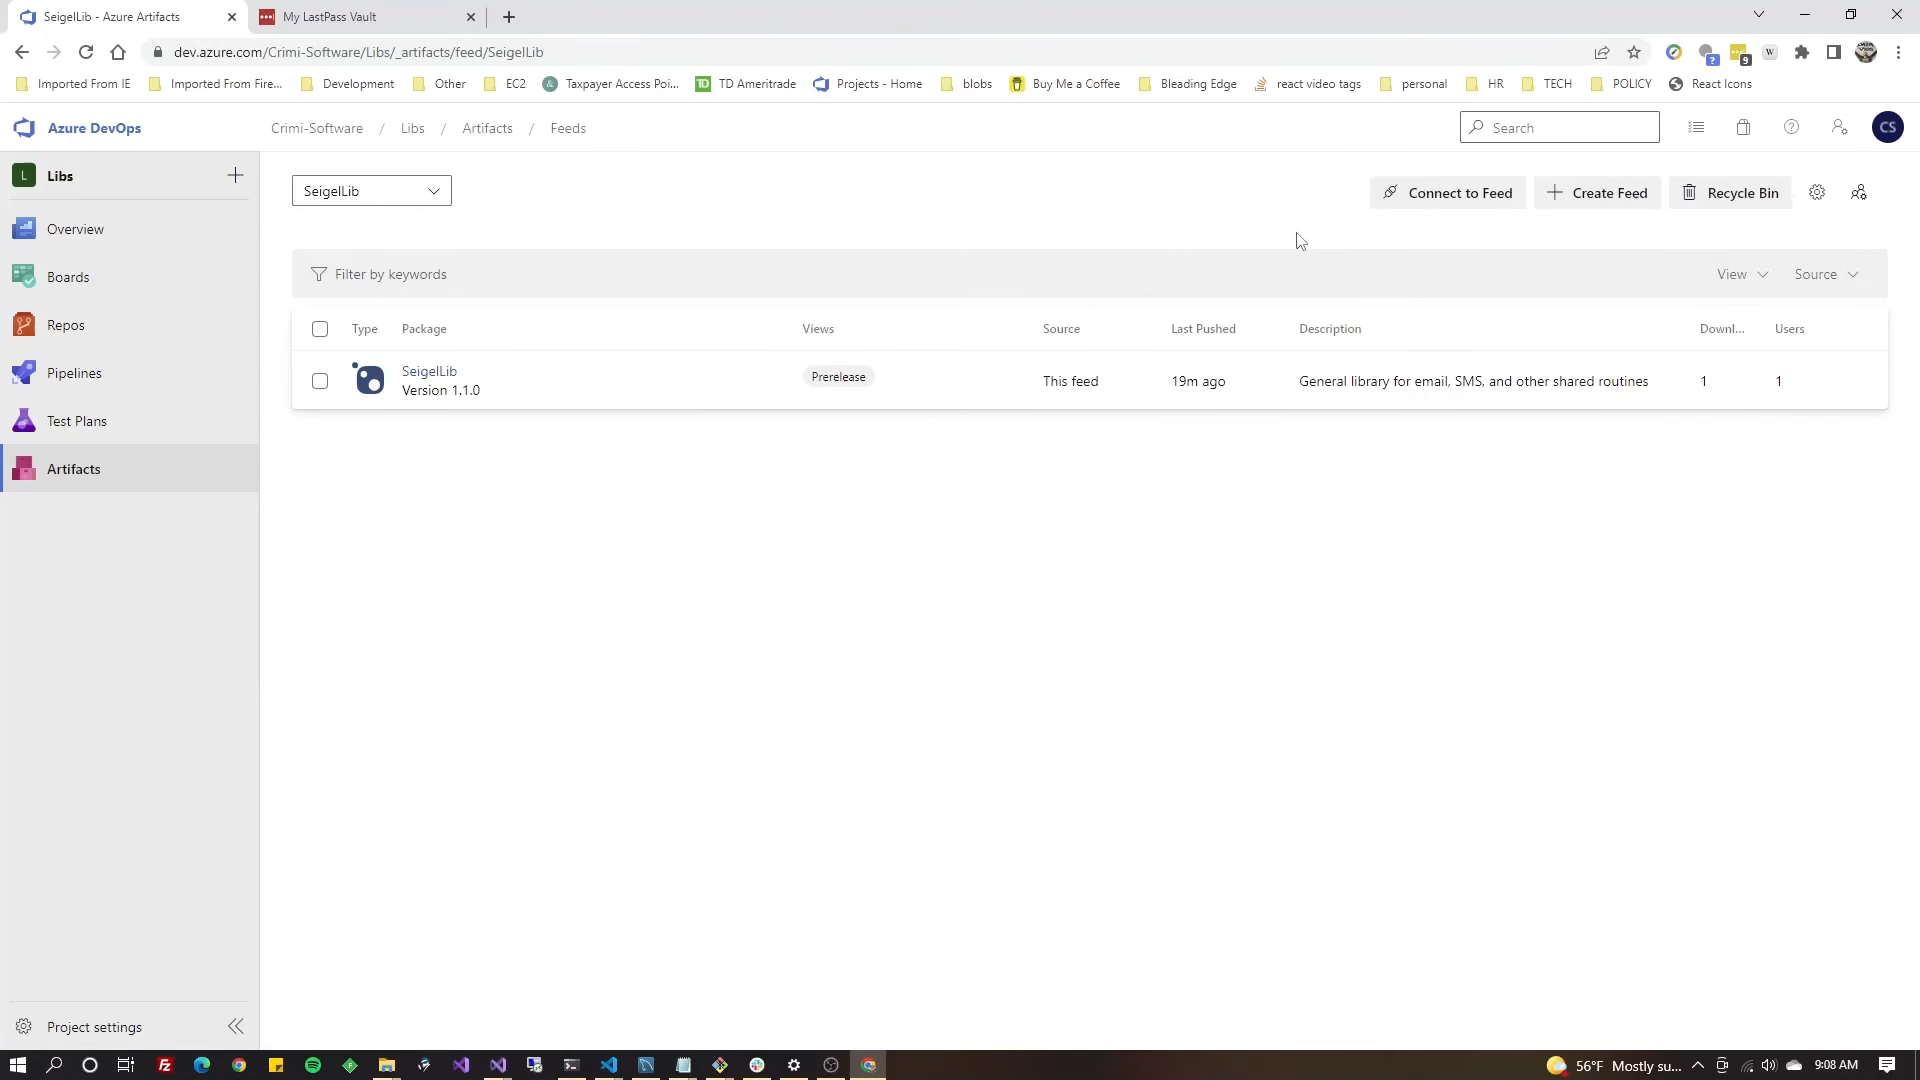 SeigelLib - Azure Artifacts
My LastPass Vault
dev.azure.com/Crimi-Software/Libs/_artifacts/feed/SeigelLib
? 9 W
Imported From IE Imported From Fire... Development Other EC2 Taxpayer Access Poi... TD TD Ameritrade Projects - Home blobs Buy Me a Coffee Bleading Edge react video tags personal HR TECH POLICY React Icons
Azure DevOps
Crimi-Software / Libs / Artifacts / Feeds
Search
CS
L Libs
Overview
Boards
Repos
Pipelines
Test Plans
Artifacts
Project settings
SeigelLib
Connect to Feed
Create Feed
Recycle Bin
Filter by keywords
View
Source
Type Package Views Source Last Pushed Description Downl... Users
SeigelLib
Version 1.1.0
Prerelease
This feed
19m ago
General library for email, SMS, and other shared routines
1
1
56°F Mostly su...
9:08 AM